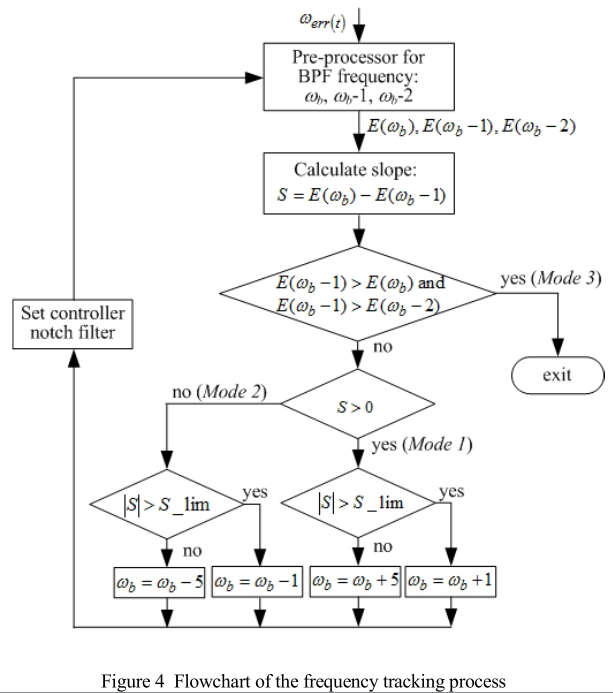 ω_err(t)
Pre-processor for
BPF frequency:
ω_b, ω_b-1, ω_b-2
E(ω_b), E(ω_b − 1), E(ω_b − 2)
Calculate slope:
S = E(ω_b) − E(ω_b − 1)
E(ω_b − 1) > E(ω_b) and
E(ω_b − 1) > E(ω_b − 2)
yes (Mode 3)
Set controller
notch filter
no
exit
no (Mode 2)
S > 0
yes (Mode 1)
|S| > S_lim
yes
|S| > S_lim
yes
no
no
ω_b = ω_b − 5
ω_b = ω_b − 1
ω_b = ω_b + 5
ω_b = ω_b + 1
Figure 4 Flowchart of the frequency tracking process